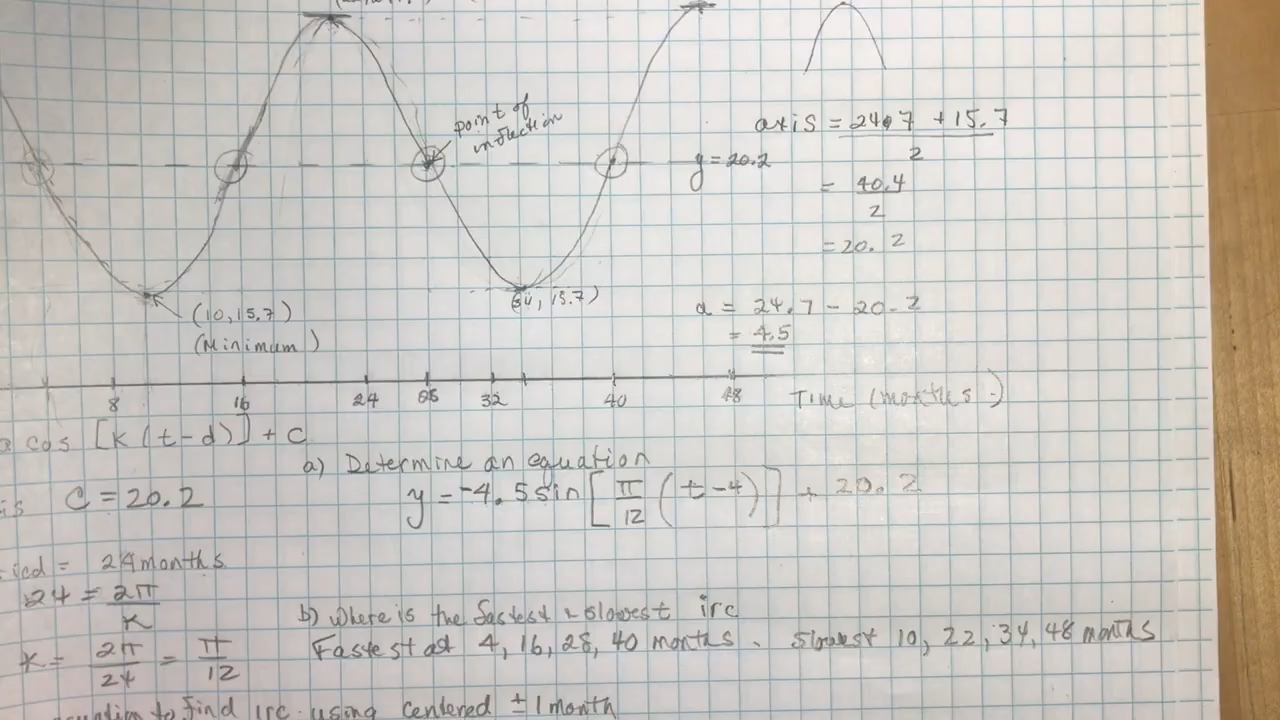 point of
inflection
axis = 24.7 + 15.7
2
y = 20.2
= 40.4
2
= 20.2
(10, 15.7)
(Minimum)
(34, 15.7)
a = 24.7 - 20.2
= 4.5
8 16 24 28 32 40 48 Time (months)
a cos [K(t-d)] + C
a) Determine an equation
C = 20.2
y = -4.5 sin [π/12 (t-4)] + 20.2
= 24 months
24 = 2π/K
b) Where is the fastest & slowest irc
K = 2π/24 = π/12
Fastest at 4, 16, 28, 40 months. Slowest 10, 22, 34, 48 months
to find irc using centered ± 1 month